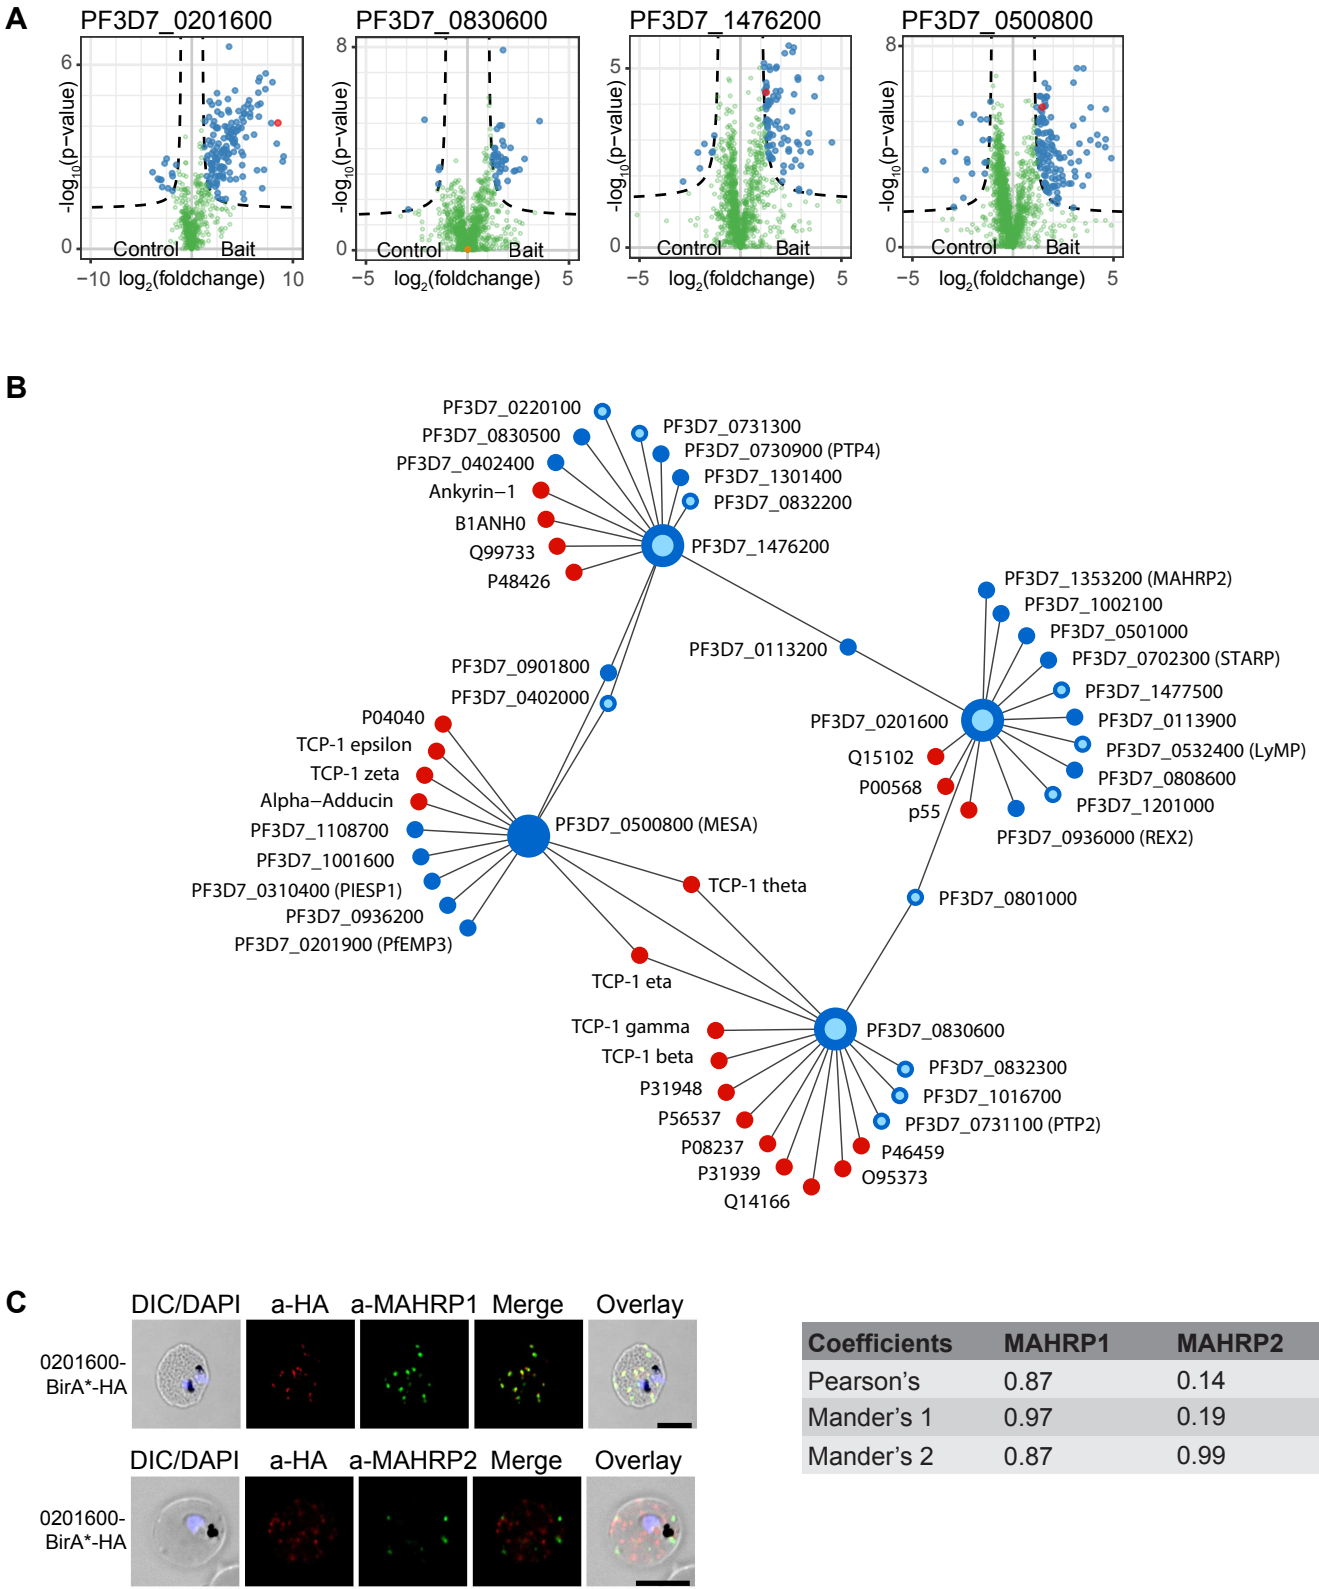 A
PF3D7_0201600
PF3D7_0830600
PF3D7_1476200
PF3D7_0500800
-log10(p-value)
6
0
Control
Bait
−10
log2(foldchange)
10
-log10(p-value)
8
0
Control
Bait
−5
log2(foldchange)
5
-log10(p-value)
5
0
Control
Bait
−5
log2(foldchange)
5
-log10(p-value)
8
0
Control
Bait
−5
log2(foldchange)
5
B
PF3D7_0220100
PF3D7_0830500
PF3D7_0402400
Ankyrin−1
B1ANH0
Q99733
P48426
PF3D7_0731300
PF3D7_0730900 (PTP4)
PF3D7_1301400
PF3D7_0832200
PF3D7_1476200
PF3D7_0113200
PF3D7_0901800
PF3D7_0402000
PF3D7_1353200 (MAHRP2)
PF3D7_1002100
PF3D7_0501000
PF3D7_0702300 (STARP)
PF3D7_1477500
PF3D7_0113900
PF3D7_0532400 (LyMP)
PF3D7_0808600
PF3D7_1201000
PF3D7_0936000 (REX2)
PF3D7_0201600
Q15102
P00568
p55
P04040
TCP-1 epsilon
TCP-1 zeta
Alpha−Adducin
PF3D7_1108700
PF3D7_1001600
PF3D7_0310400 (PIESP1)
PF3D7_0936200
PF3D7_0201900 (PfEMP3)
PF3D7_0500800 (MESA)
TCP-1 theta
TCP-1 eta
PF3D7_0801000
TCP-1 gamma
TCP-1 beta
P31948
P56537
P08237
P31939
Q14166
O95373
P46459
PF3D7_0830600
PF3D7_0832300
PF3D7_1016700
PF3D7_0731100 (PTP2)
C
DIC/DAPI a-HA a-MAHRP1 Merge Overlay
0201600-
BirA*-HA
DIC/DAPI a-HA a-MAHRP2 Merge Overlay
0201600-
BirA*-HA
Coefficients MAHRP1 MAHRP2
Pearson's 0.87 0.14
Mander's 1 0.97 0.19
Mander's 2 0.87 0.99